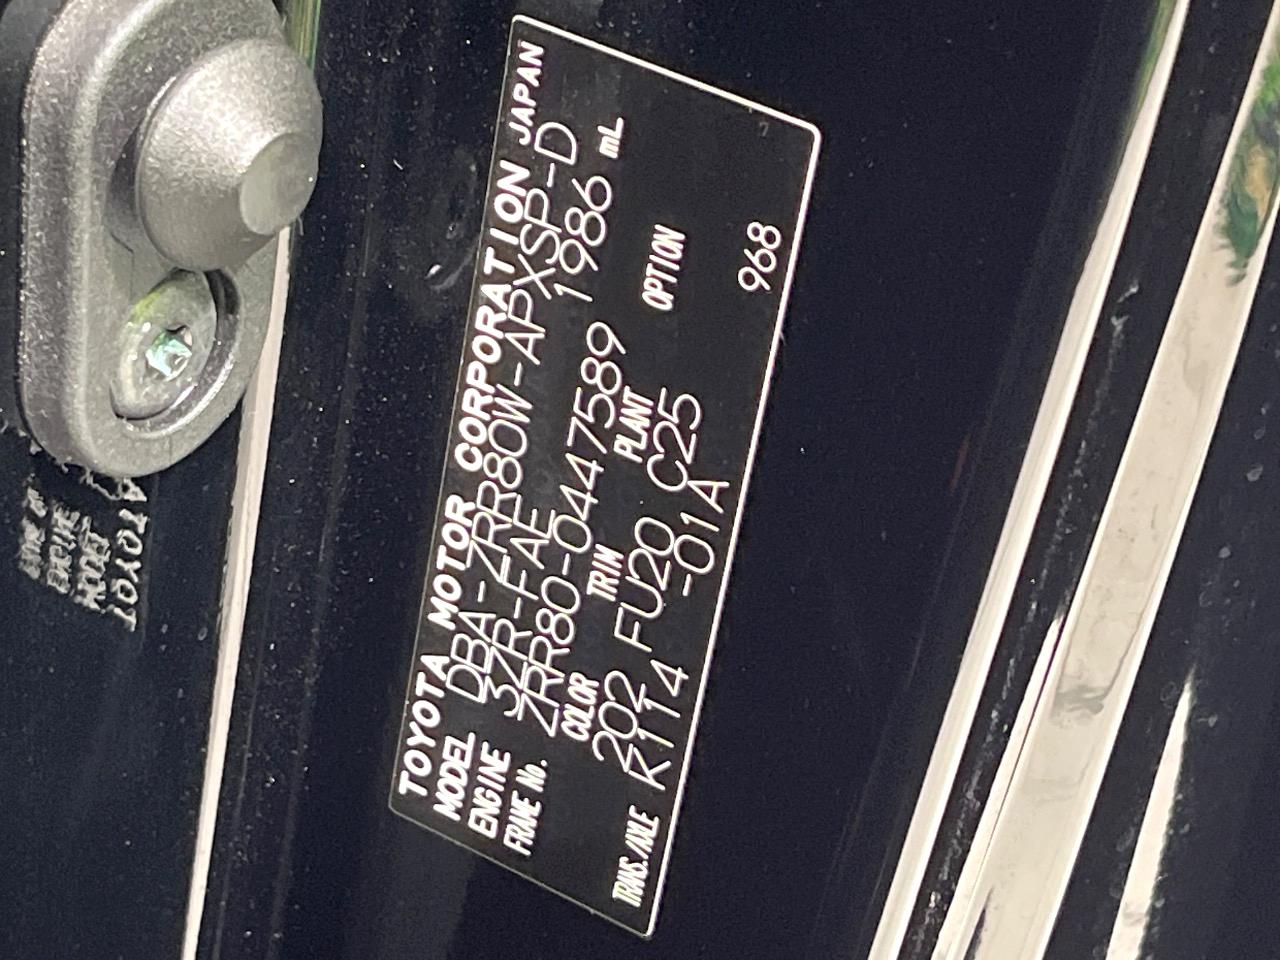 TOYOTA MOTOR CORPORATION JAPAN
MODEL DBA-ZRR80W-APXSP-D
ENGINE 3ZR-FAE 1986 mL
FRAME No. ZRR80-0447589
COLOR TRIM PLANT OPTION
202 FU20 C25
TRANS./AXLE K114 -01A 968